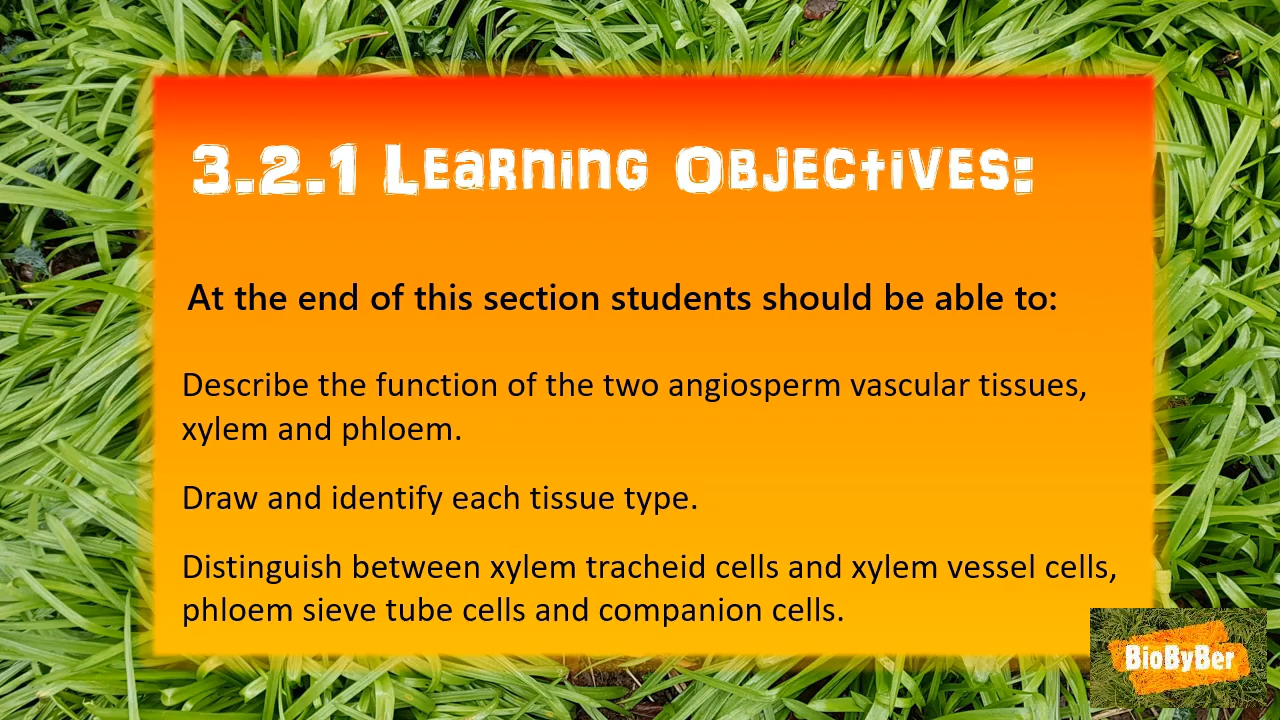 3.2.1 Learning Objectives:
At the end of this section students should be able to:
Describe the function of the two angiosperm vascular tissues,
xylem and phloem.
Draw and identify each tissue type.
Distinguish between xylem tracheid cells and xylem vessel cells,
phloem sieve tube cells and companion cells.
BioByBer